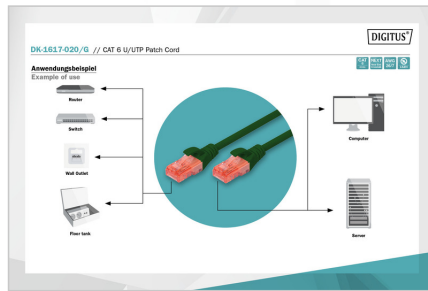 DIGITUS®
DK-1617-020/G // CAT 6 U/UTP Patch Cord
Anwendungsbeispiel
Example of use
Router
Switch
Wall Outlet
Floor tank
Computer
Server